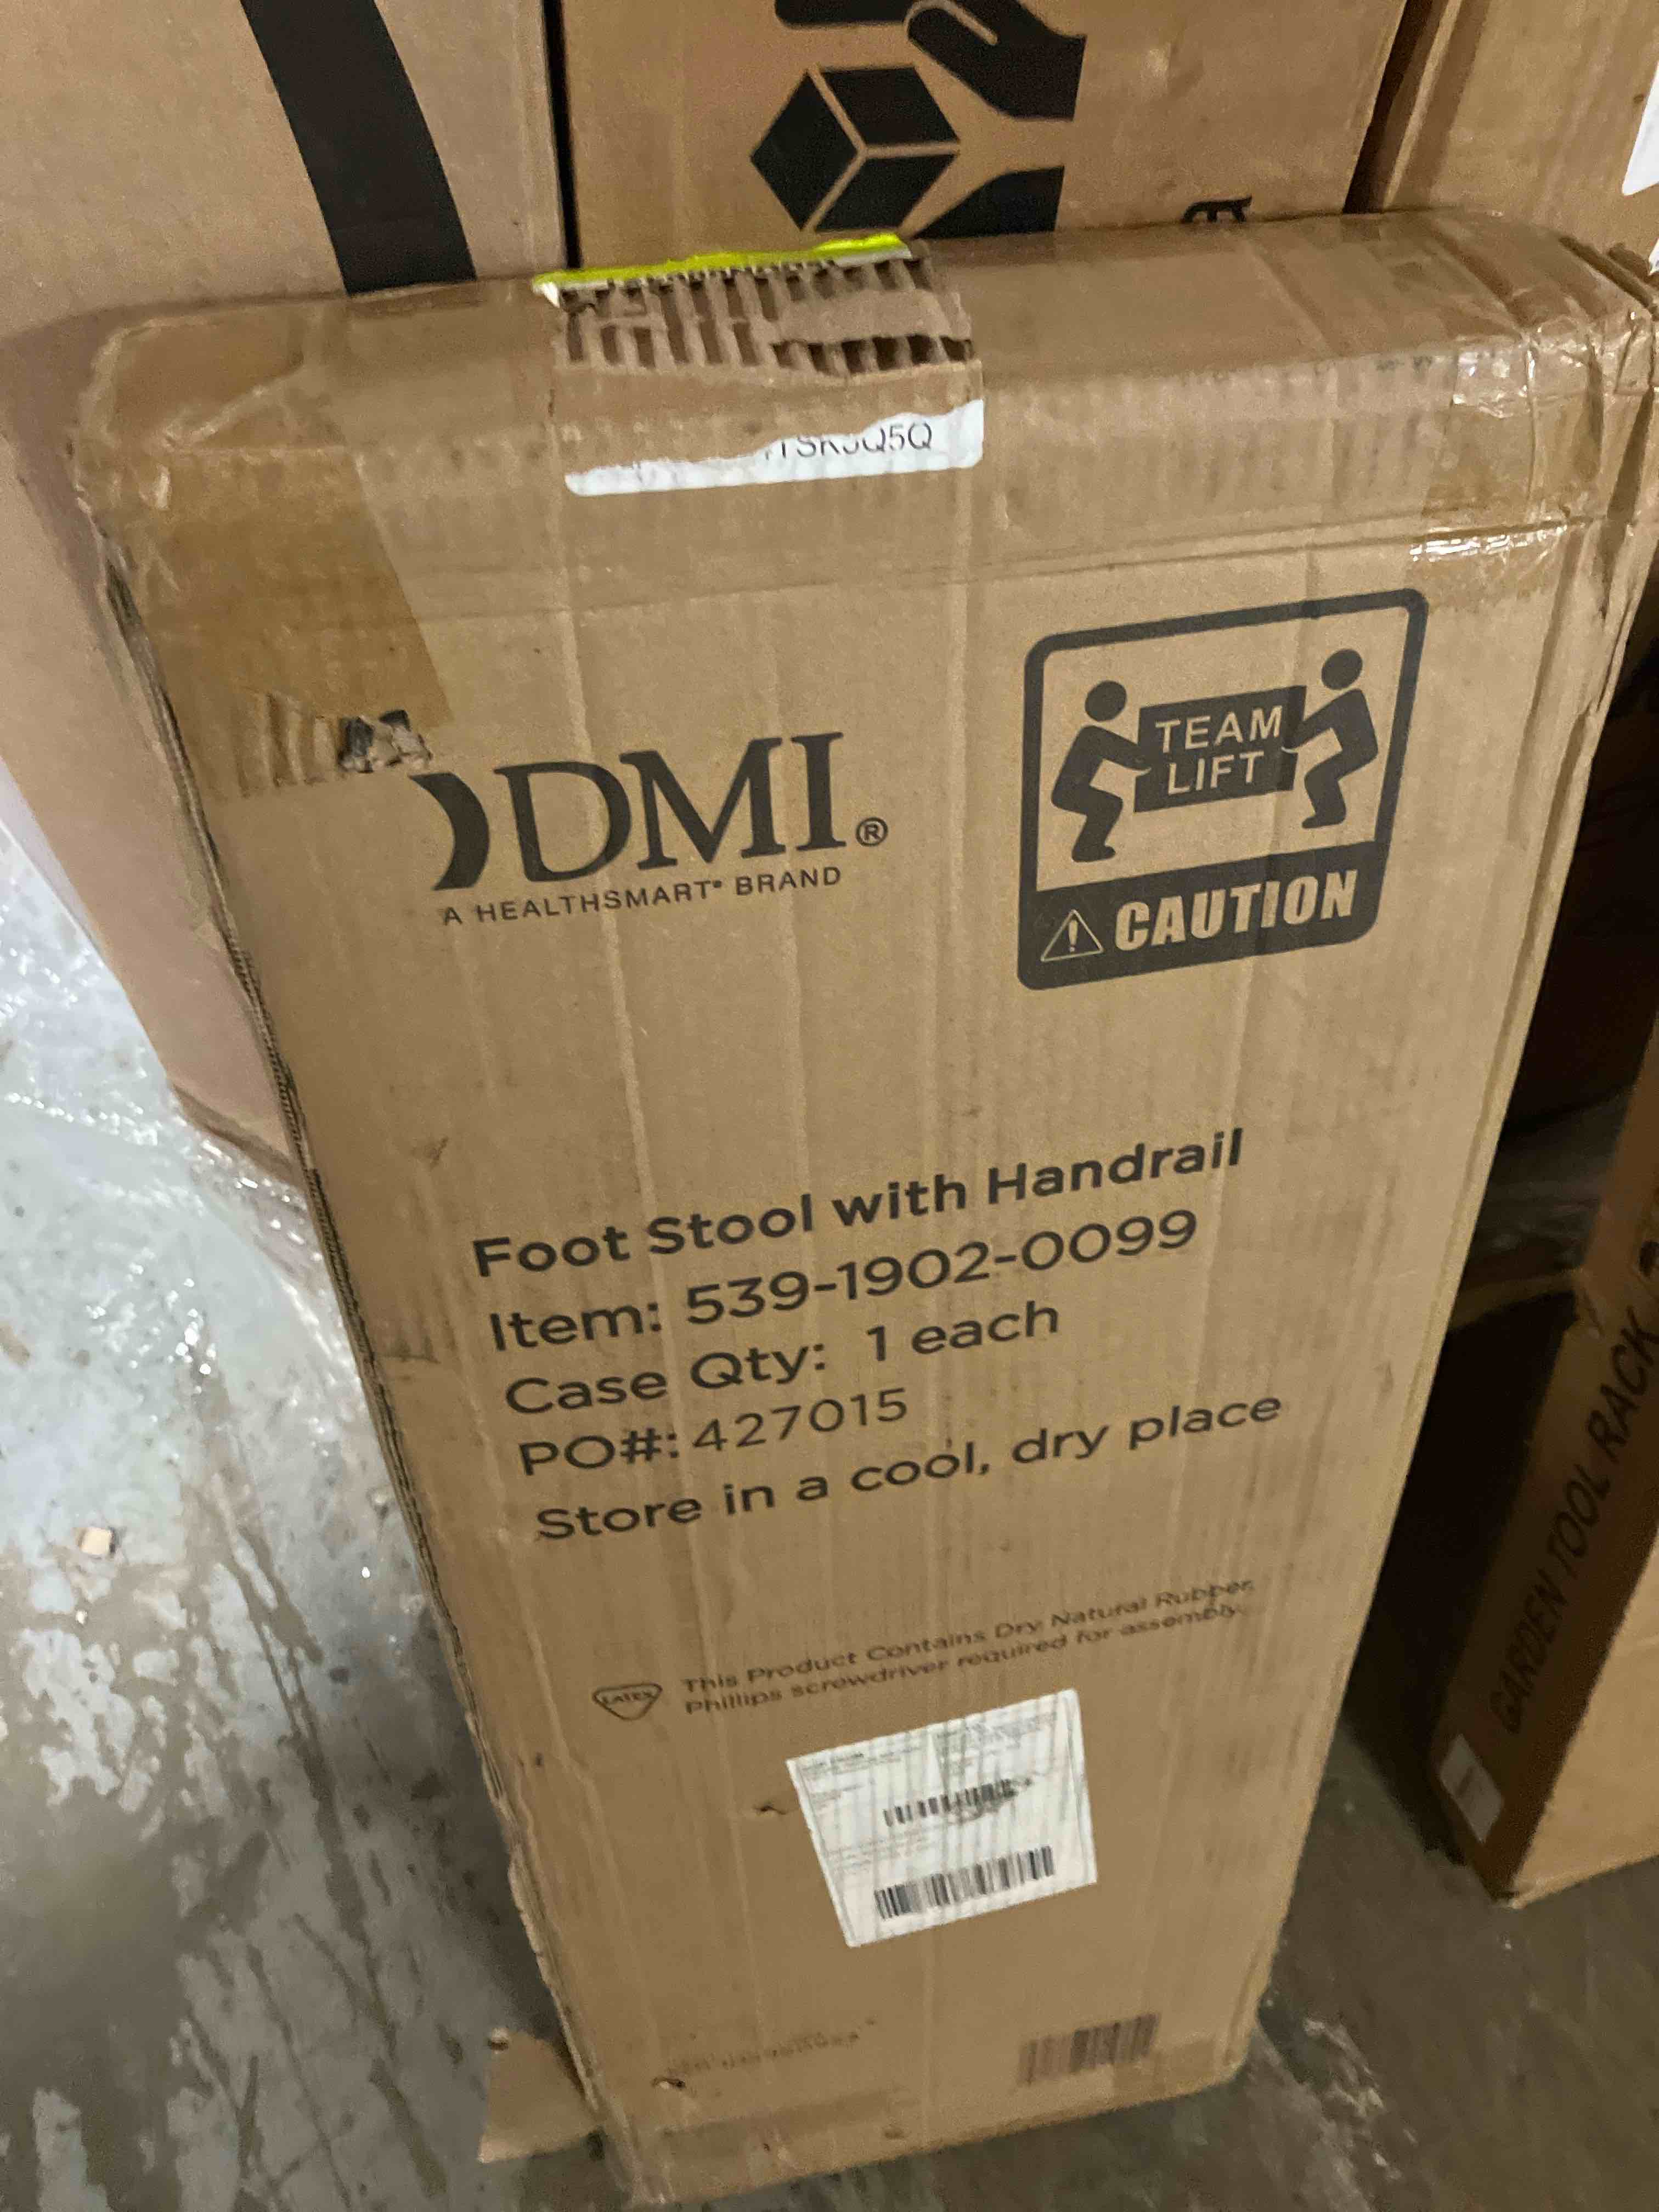 Q5Q
DMI®
A HEALTHSMART® BRAND
TEAM
LIFT
CAUTION
Foot Stool with Handrail
Item: 539-1902-0099
Case Qty: 1 each
PO#: 427015
Store in a cool, dry place
LATEX
This Product Contains Dry Natural Rubber.
Phillips screwdriver required for assembly.
GARDEN TOOL RACK